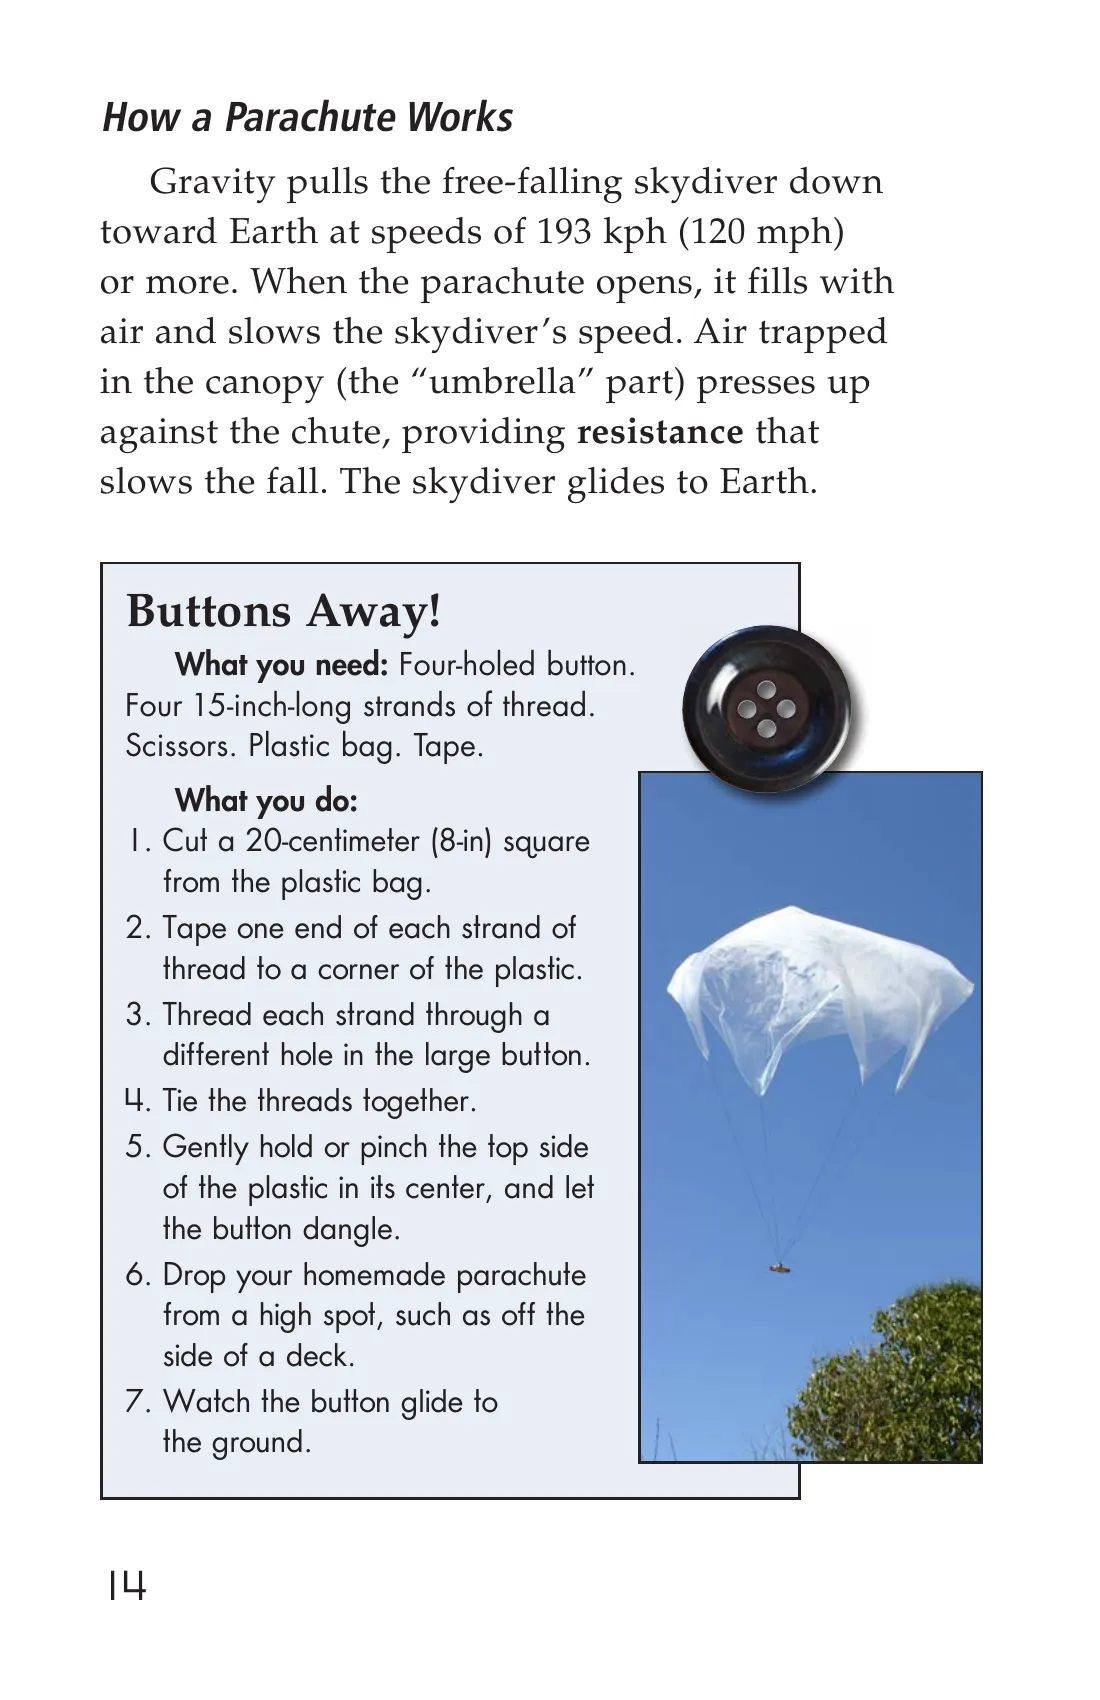 How a Parachute Works
Gravity pulls the free-falling skydiver down
toward Earth at speeds of 193 kph (120 mph)
or more. When the parachute opens, it fills with
air and slows the skydiver’s speed. Air trapped
in the canopy (the “umbrella” part) presses up
against the chute, providing resistance that
slows the fall. The skydiver glides to Earth.
Buttons Away!
What you need: Four-holed button.
Four 15-inch-long strands of thread.
Scissors. Plastic bag. Tape.
What you do:
1. Cut a 20-centimeter (8-in) square
from the plastic bag.
2. Tape one end of each strand of
thread to a corner of the plastic.
3. Thread each strand through a
different hole in the large button.
4. Tie the threads together.
5. Gently hold or pinch the top side
of the plastic in its center, and let
the button dangle.
6. Drop your homemade parachute
from a high spot, such as off the
side of a deck.
7. Watch the button glide to
the ground.
14